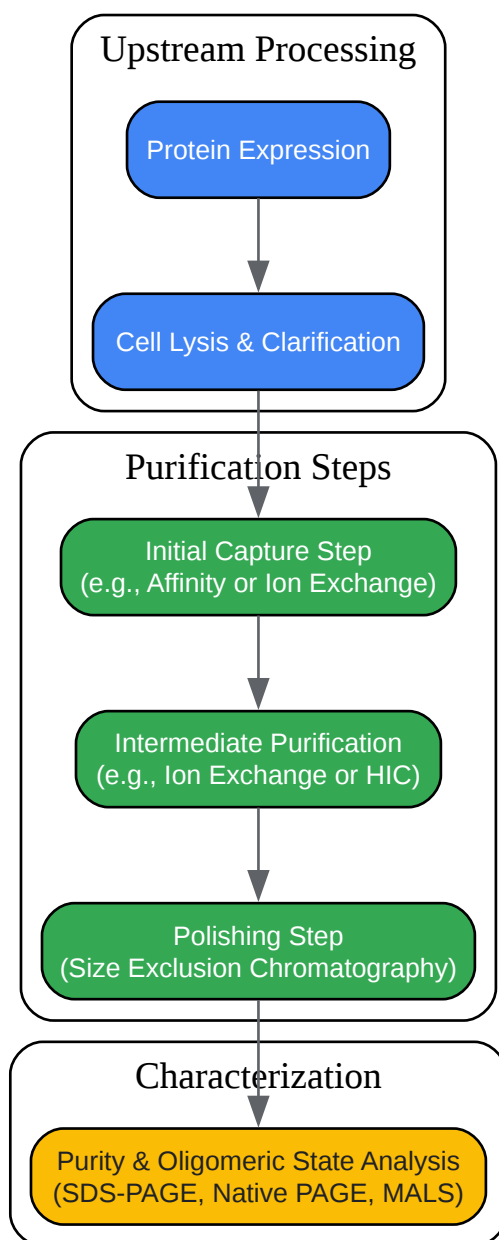 Upstream Processing
Protein Expression
Cell Lysis & Clarification
Purification Steps
Initial Capture Step
(e.g., Affinity or Ion Exchange)
Intermediate Purification
(e.g., Ion Exchange or HIC)
Polishing Step
(Size Exclusion Chromatography)
Characterization
Purity & Oligomeric State Analysis
(SDS-PAGE, Native PAGE, MALS)